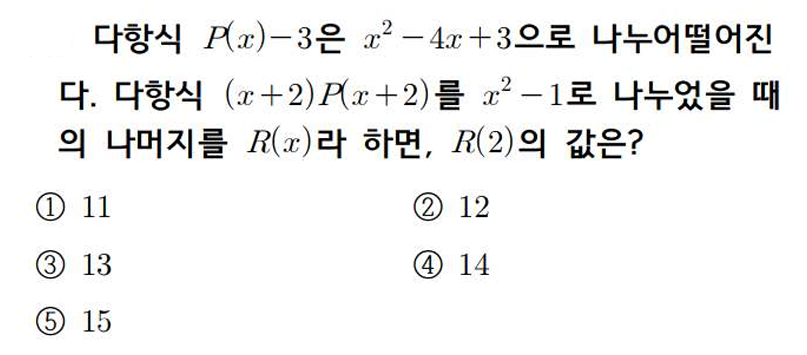 다항식 P(x)−3은 x² − 4x+3으로 나누어떨어진
다. 다항식 (x+2)P(x+2)를 x² −1로 나누었을 때
의 나머지를 R(x)라 하면, R(2)의 값은?
① 11 ② 12
③ 13 ④ 14
⑤ 15